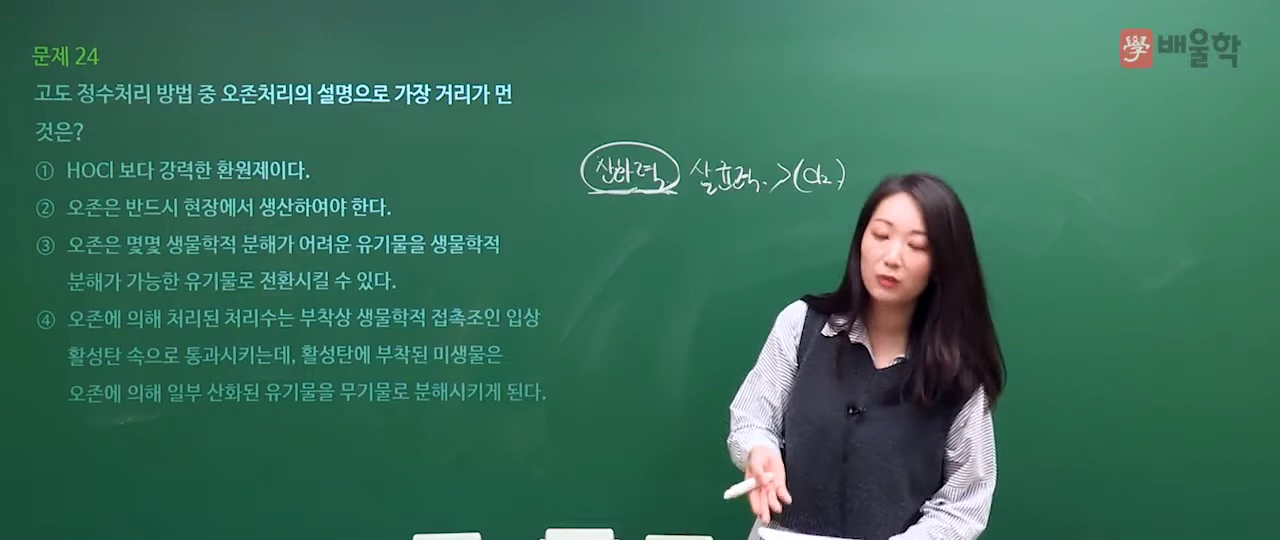 문제 24
고도 정수처리 방법 중 오존처리의 설명으로 가장 거리가 먼
것은?
① HOCl 보다 강력한 환원제이다.
② 오존은 반드시 현장에서 생산하여야 한다.
③ 오존은 몇몇 생물학적 분해가 어려운 유기물을 생물학적
분해가 가능한 유기물로 전환시킬 수 있다.
④ 오존에 의해 처리된 처리수는 부착상 생물학적 접촉조인 입상
활성탄 속으로 통과시키는데, 활성탄에 부착된 미생물은
오존에 의해 일부 산화된 유기물을 무기물로 분해시키게 된다.
學 배울학
산화력 살균력. > (Cl₂)